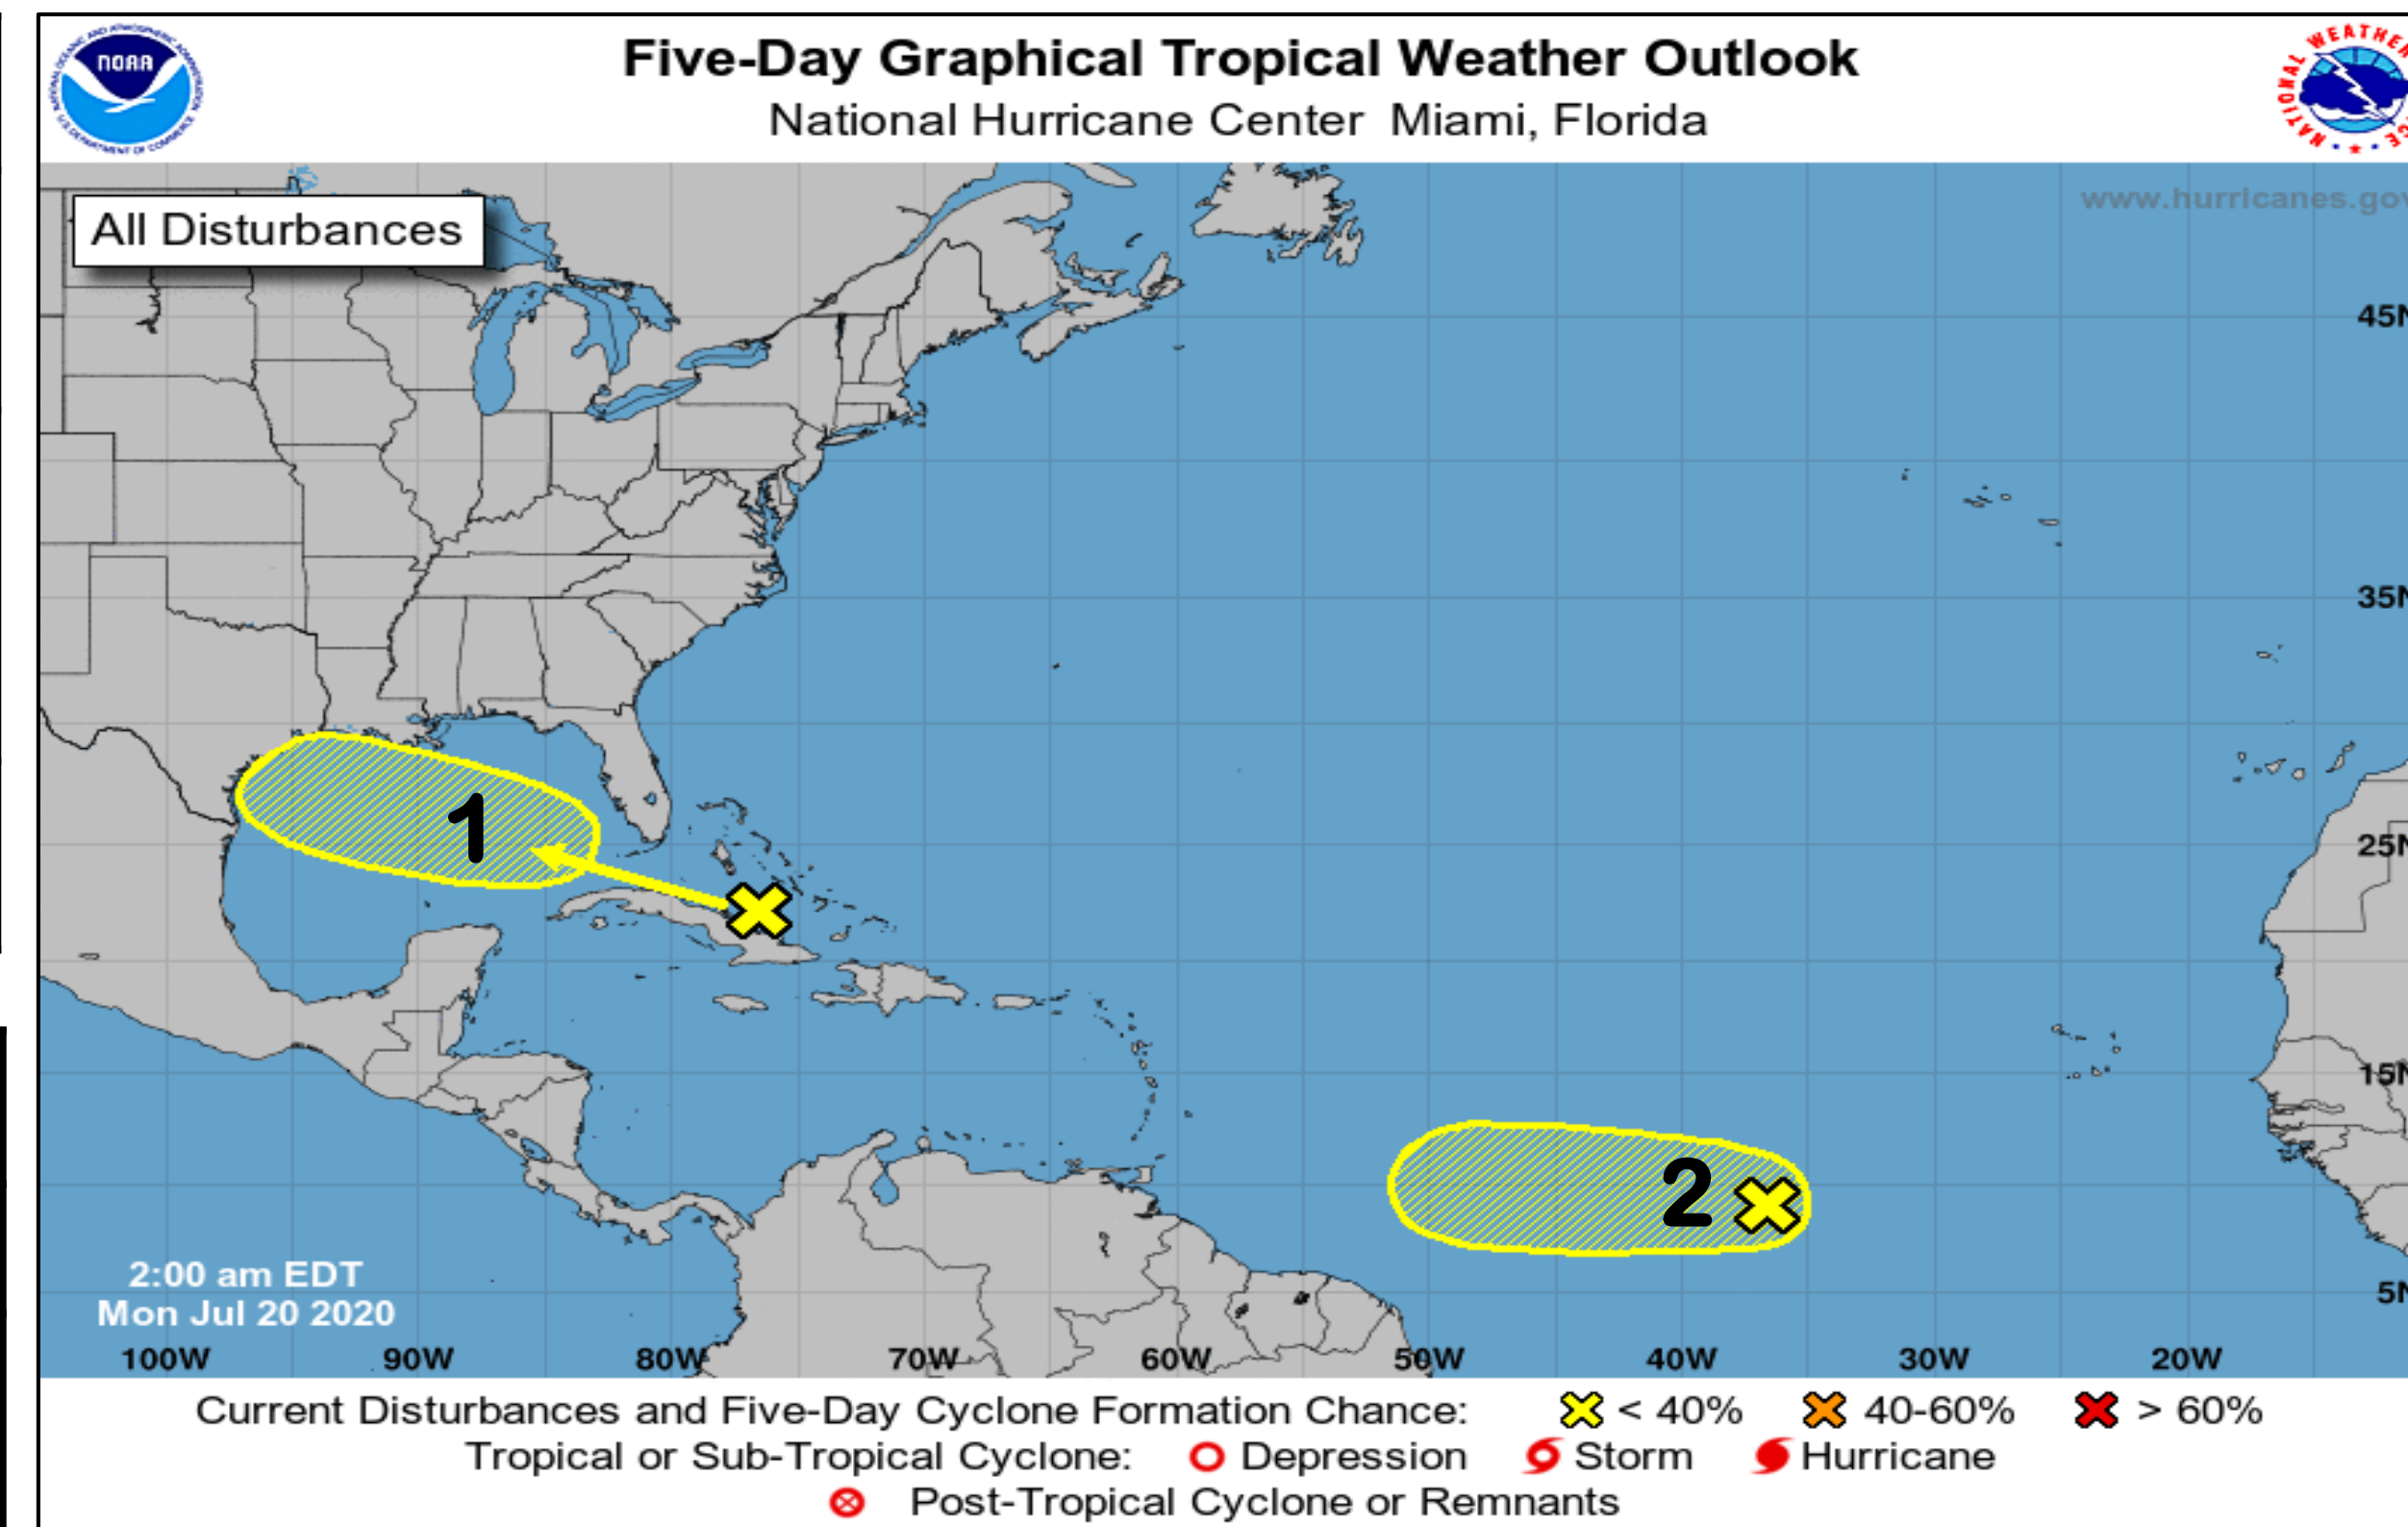 Five-Day Graphical Tropical Weather Outlook
National Hurricane Center Miami, Florida
NOAA
NATIONAL WEATHER
All Disturbances
www.hurricanes.gov
45N
35N
25N
15N
5N
1
2
2:00 am EDT
Mon Jul 20 2020
100W 90W 80W 70W 60W 50W 40W 30W 20W
Current Disturbances and Five-Day Cyclone Formation Chance: < 40% 40-60% > 60%
Tropical or Sub-Tropical Cyclone: Depression Storm Hurricane
Post-Tropical Cyclone or Remnants